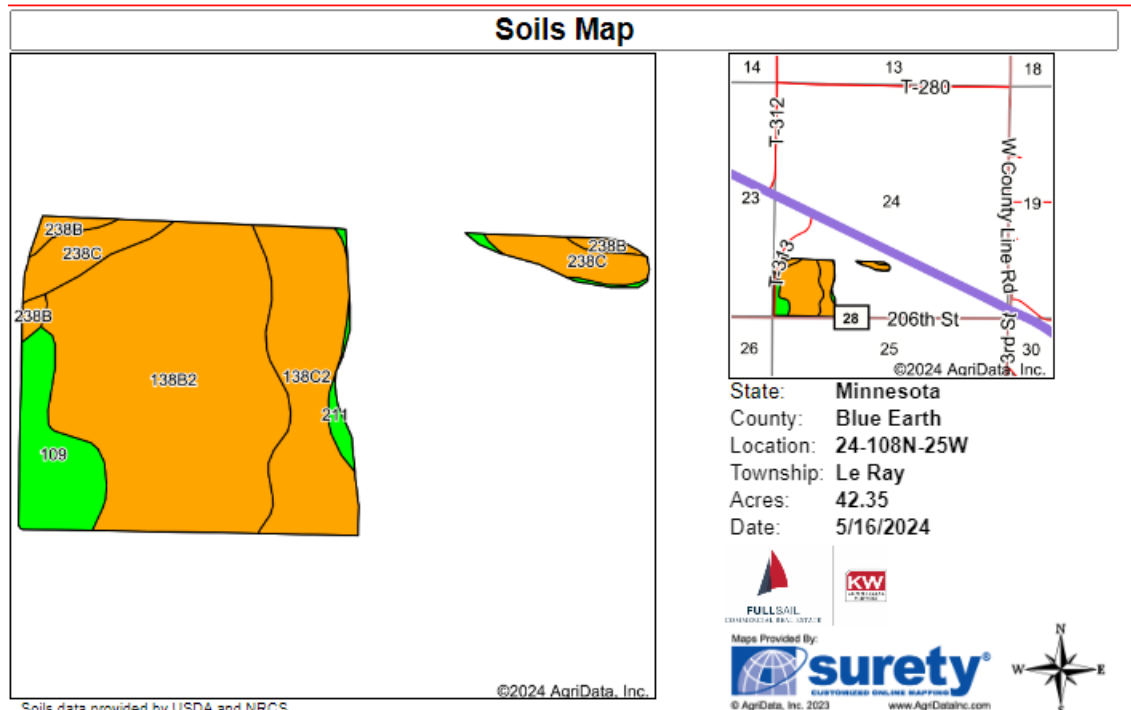 Soils Map
238B
238C
238B
138B2
138C2
211
109
238B
238C
©2024 AgriData, Inc.
Soils data provided by USDA and NRCS.
14
13
18
T-280
T-312
W County Line Rd
23
24
19
T-313
28
206th St
3rd St
26
25
30
©2024 AgriData, Inc.
State: Minnesota
County: Blue Earth
Location: 24-108N-25W
Township: Le Ray
Acres: 42.35
Date: 5/16/2024
FULLSAIL
COMMERCIAL REAL ESTATE
KW
Maps Provided By:
surety®
CUSTOMIZED ONLINE MAPPING
© AgriData, Inc. 2023
www.AgriDataInc.com
N
W
E
S